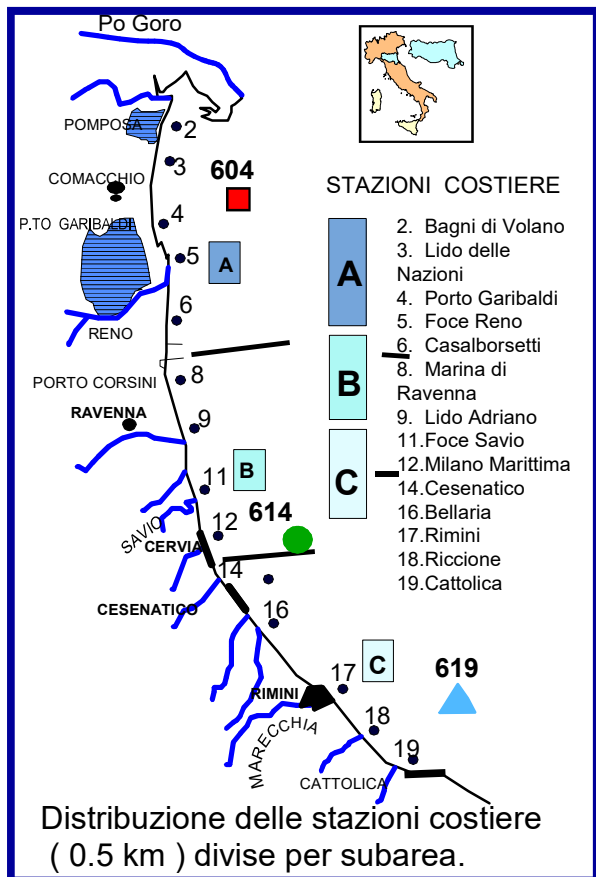 Po Goro
POMPOSA
2
3
604
COMACCHIO
STAZIONI COSTIERE
P.TO GARIBALDI
4
5
A
6
RENO
A
2. Bagni di Volano
3. Lido delle
Nazioni
4. Porto Garibaldi
5. Foce Reno
6. Casalborsetti
B
8. Marina di
Ravenna
9. Lido Adriano
11.Foce Savio
C
12.Milano Marittima
14.Cesenatico
16.Bellaria
17.Rimini
18.Riccione
19.Cattolica
PORTO CORSINI
8
RAVENNA
9
B
11
SAVIO
12
614
CERVIA
14
CESENATICO
16
17
C
619
RIMINI
MARECCHIA
18
19
CATTOLICA
Distribuzione delle stazioni costiere
( 0.5 km ) divise per subarea.